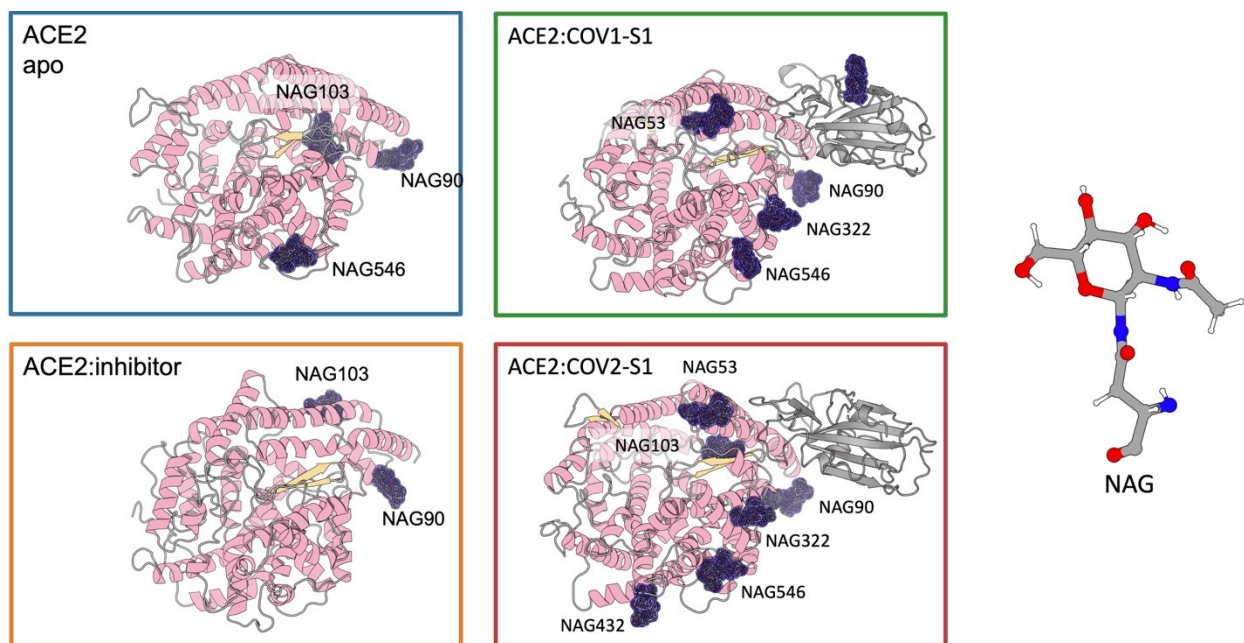 ACE2
apo
NAG103
NAG90
NAG546
ACE2:COV1-S1
NAG53
NAG90
NAG322
NAG546
ACE2:inhibitor
NAG103
NAG90
ACE2:COV2-S1
NAG53
NAG103
NAG90
NAG322
NAG546
NAG432
NAG